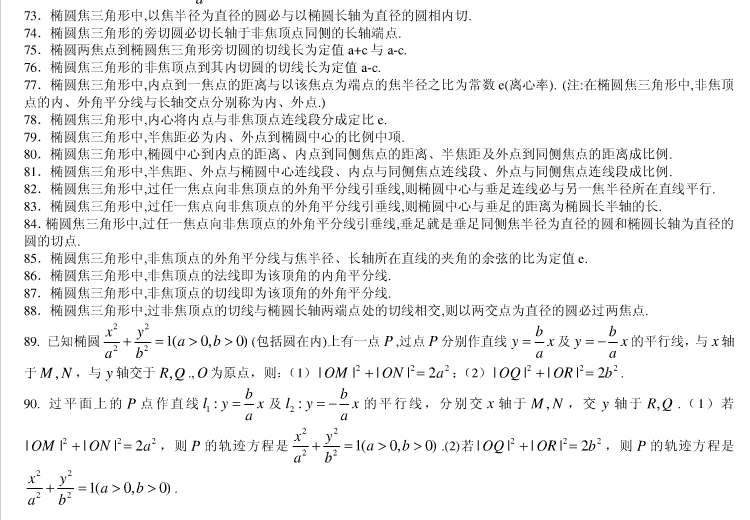 a
73．椭圆焦三角形中,以焦半径为直径的圆必与以椭圆长轴为直径的圆相内切.
74．椭圆焦三角形的旁切圆必切长轴于非焦顶点同侧的长轴端点.
75．椭圆两焦点到椭圆焦三角形旁切圆的切线长为定值 a+c 与 a-c.
76．椭圆焦三角形的非焦顶点到其内切圆的切线长为定值 a-c.
77．椭圆焦三角形中,内点到一焦点的距离与以该焦点为端点的焦半径之比为常数 e(离心率). (注:在椭圆焦三角形中,非焦顶
点的内、外角平分线与长轴交点分别称为内、外点.)
78．椭圆焦三角形中,内心将内点与非焦顶点连线段分成定比 e.
79．椭圆焦三角形中,半焦距必为内、外点到椭圆中心的比例中项.
80．椭圆焦三角形中,椭圆中心到内点的距离、内点到同侧焦点的距离、半焦距及外点到同侧焦点的距离成比例.
81．椭圆焦三角形中,半焦距、外点与椭圆中心连线段、内点与同侧焦点连线段、外点与同侧焦点连线段成比例.
82．椭圆焦三角形中,过任一焦点向非焦顶点的外角平分线引垂线,则椭圆中心与垂足连线必与另一焦半径所在直线平行.
83．椭圆焦三角形中,过任一焦点向非焦顶点的外角平分线引垂线,则椭圆中心与垂足的距离为椭圆长半轴的长.
84. 椭圆焦三角形中,过任一焦点向非焦顶点的外角平分线引垂线,垂足就是垂足同侧焦半径为直径的圆和椭圆长轴为直径的
圆的切点.
85．椭圆焦三角形中,非焦顶点的外角平分线与焦半径、长轴所在直线的夹角的余弦的比为定值 e.
86．椭圆焦三角形中,非焦顶点的法线即为该顶角的内角平分线.
87．椭圆焦三角形中,非焦顶点的切线即为该顶角的外角平分线.
88．椭圆焦三角形中,过非焦顶点的切线与椭圆长轴两端点处的切线相交,则以两交点为直径的圆必过两焦点.
89. 已知椭圆 x²/a² + y²/b² = 1(a > 0, b > 0) (包括圆在内)上有一点 P ,过点 P 分别作直线 y = b/a x 及 y = − b/a x 的平行线，与 x 轴
于 M , N ，与 y 轴交于 R, Q ., O 为原点，则:（1）| OM |² + | ON |² = 2a² ;（2）| OQ |² + | OR |² = 2b² .
90. 过平面上的 P 点作直线 l₁ : y = b/a x 及 l₂ : y = − b/a x 的平行线，分别交 x 轴于 M , N ，交 y 轴于 R, Q .（1）若
| OM |² + | ON |² = 2a² ，则 P 的轨迹方程是 x²/a² + y²/b² = 1(a > 0, b > 0) .(2)若 | OQ |² + | OR |² = 2b² ，则 P 的轨迹方程是
x²/a² + y²/b² = 1(a > 0, b > 0) .